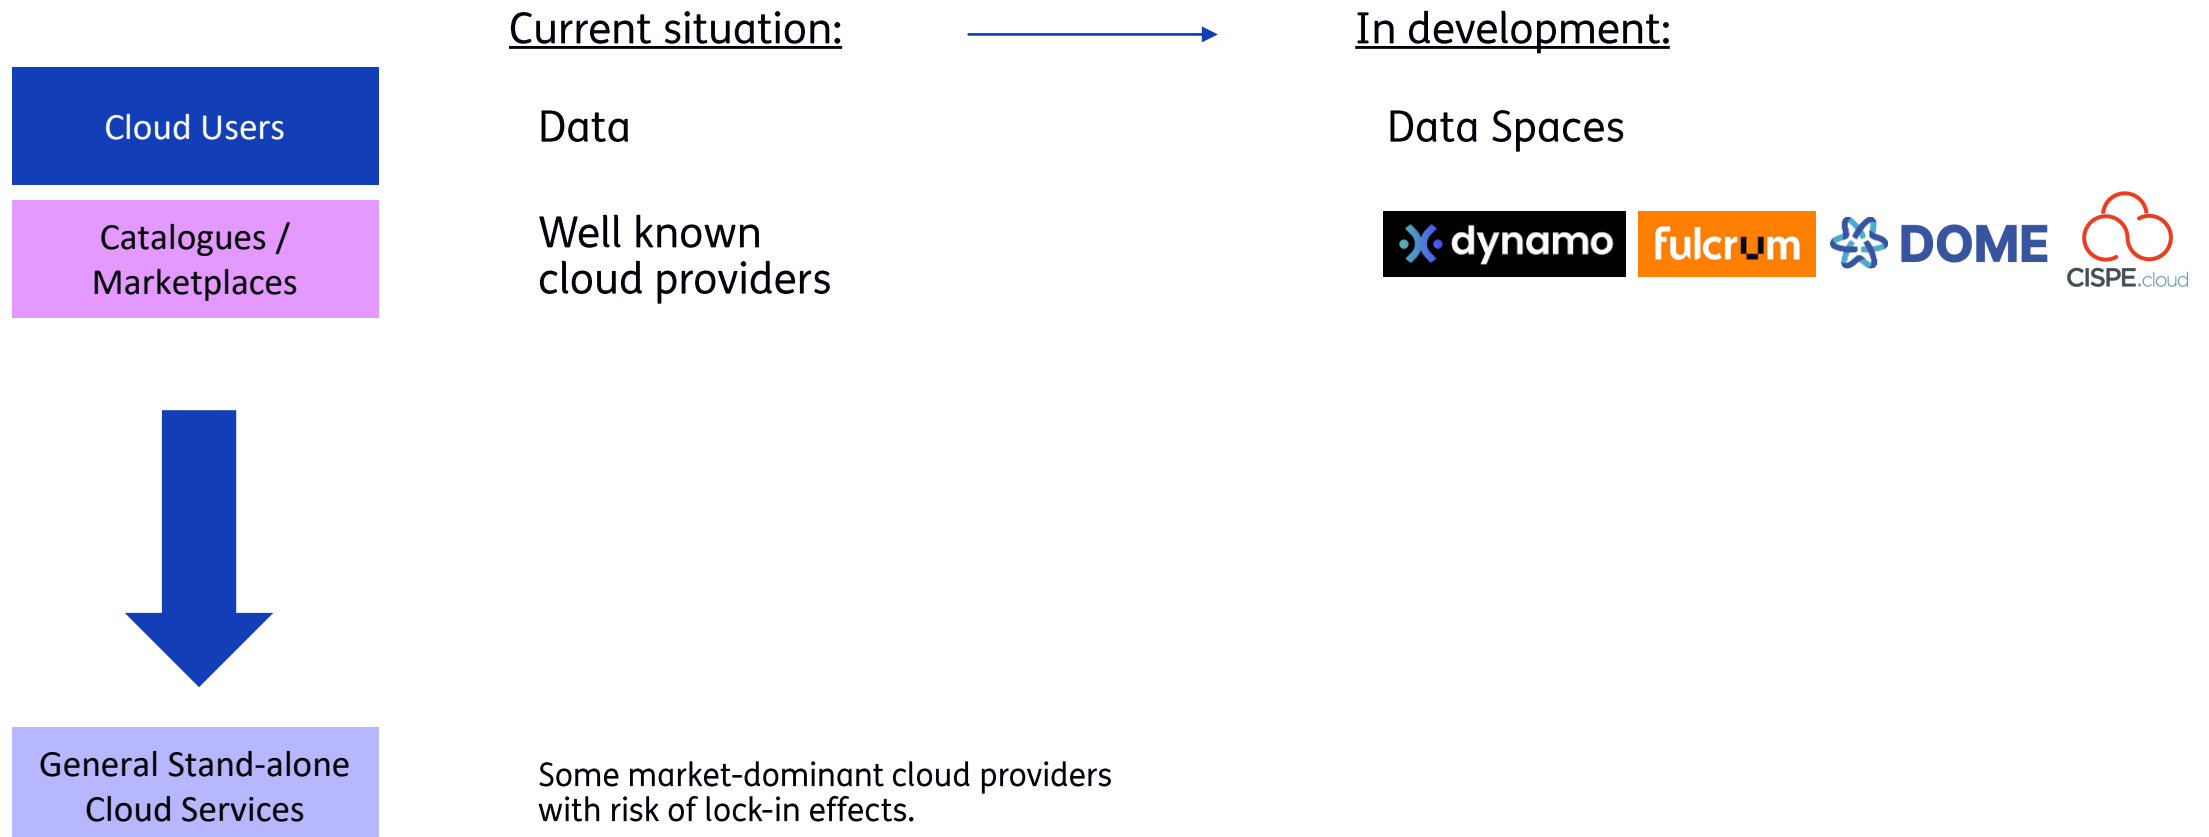 Current situation:
In development:
Cloud Users
Data
Data Spaces
Catalogues /
Marketplaces
Well known
cloud providers
dynamo
fulcrum
DOME
CISPE.cloud
General Stand-alone
Cloud Services
Some market-dominant cloud providers
with risk of lock-in effects.